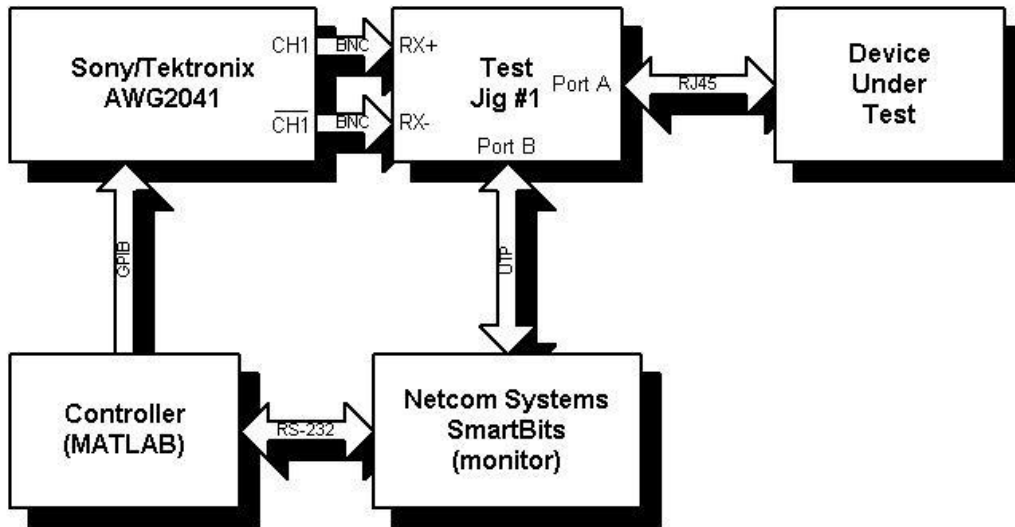 Sony/Tektronix
AWG2041
CH1
C̅H̅1̅
BNC
BNC
RX+
RX-
Test
Jig #1
Port A
Port B
RJ45
Device
Under
Test
GPIB
UTP
Controller
(MATLAB)
RS-232
Netcom Systems
SmartBits
(monitor)